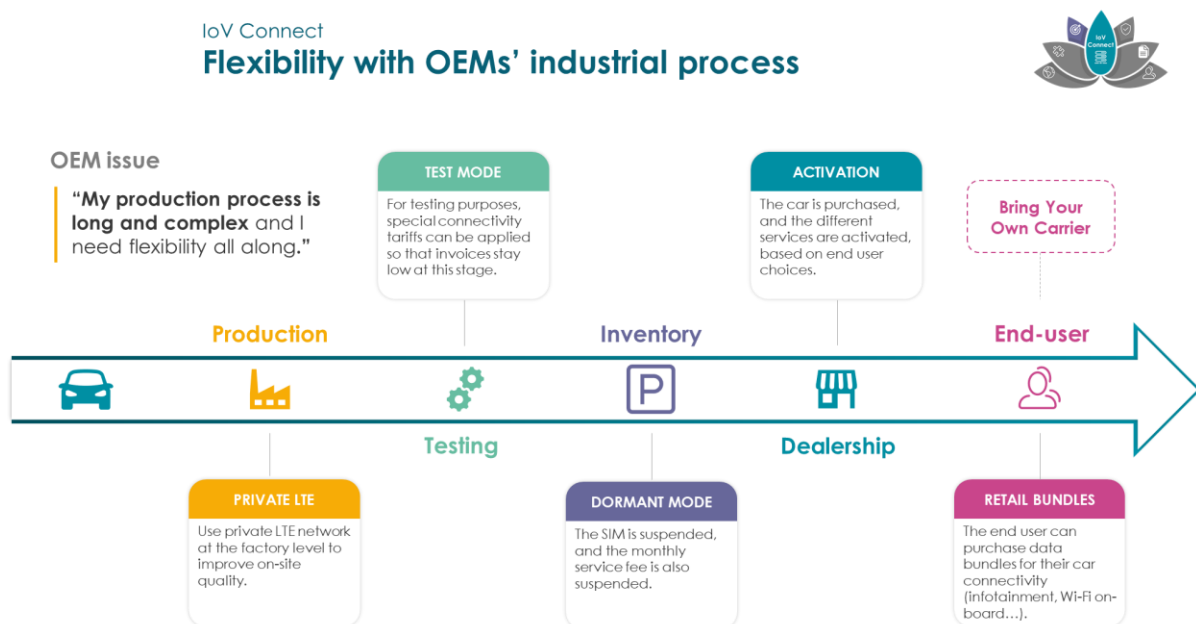 IoV Connect
Flexibility with OEMs' industrial process
IoV
Connect
OEM issue
“My production process is
long and complex and I
need flexibility all along.”
TEST MODE
For testing purposes,
special connectivity
tariffs can be applied
so that invoices stay
low at this stage.
ACTIVATION
The car is purchased,
and the different
services are activated,
based on end user
choices.
Bring Your
Own Carrier
Production
Inventory
End-user
P
Testing
Dealership
PRIVATE LTE
Use private LTE network
at the factory level to
improve on-site
quality.
DORMANT MODE
The SIM is suspended,
and the monthly
service fee is also
suspended.
RETAIL BUNDLES
The end user can
purchase data
bundles for their car
connectivity
(infotainment, Wi-Fi on-
board...).